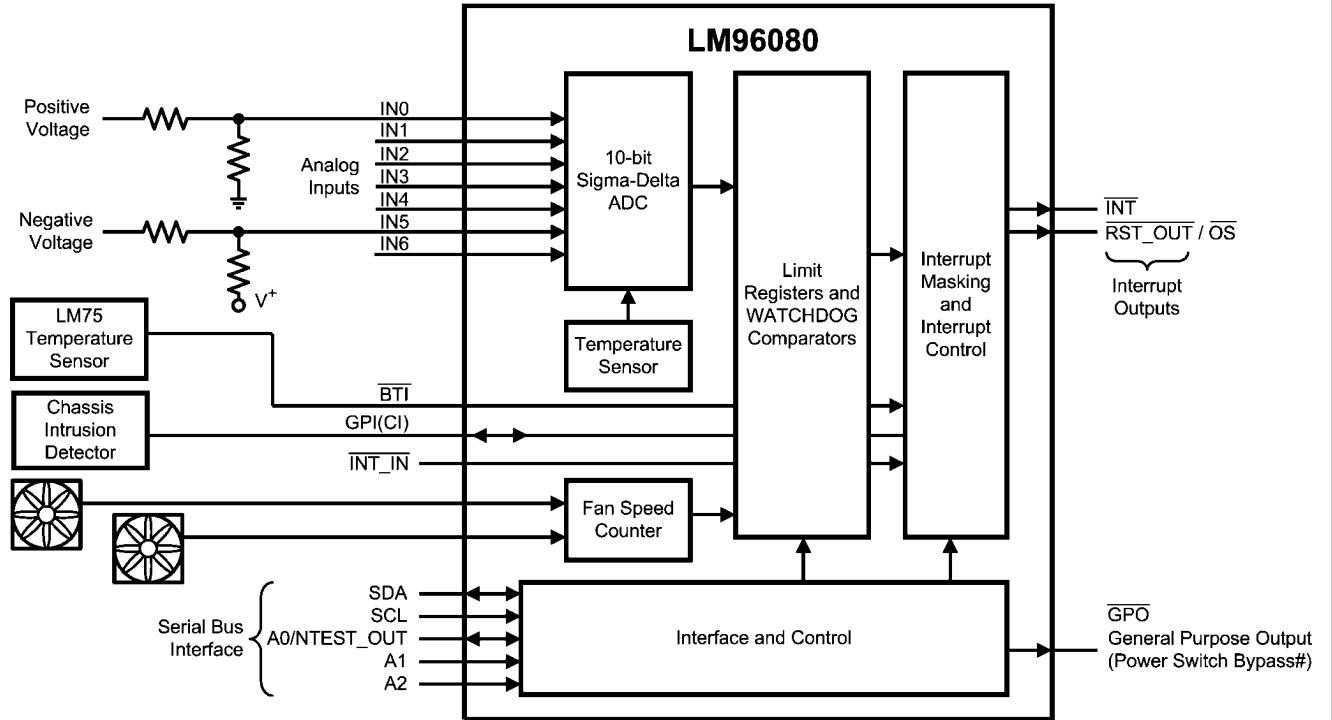 LM96080
Positive
Voltage
IN0
IN1
IN2
IN3
IN4
IN5
IN6
Analog
Inputs
Negative
Voltage
V+
10-bit
Sigma-Delta
ADC
Temperature
Sensor
Limit
Registers and
WATCHDOG
Comparators
Interrupt
Masking
and
Interrupt
Control
INT
RST_OUT / OS
Interrupt
Outputs
LM75
Temperature
Sensor
BTI
Chassis
Intrusion
Detector
GPI(CI)
INT_IN
Fan Speed
Counter
Serial Bus
Interface
SDA
SCL
A0/NTEST_OUT
A1
A2
Interface and Control
GPO
General Purpose Output
(Power Switch Bypass#)